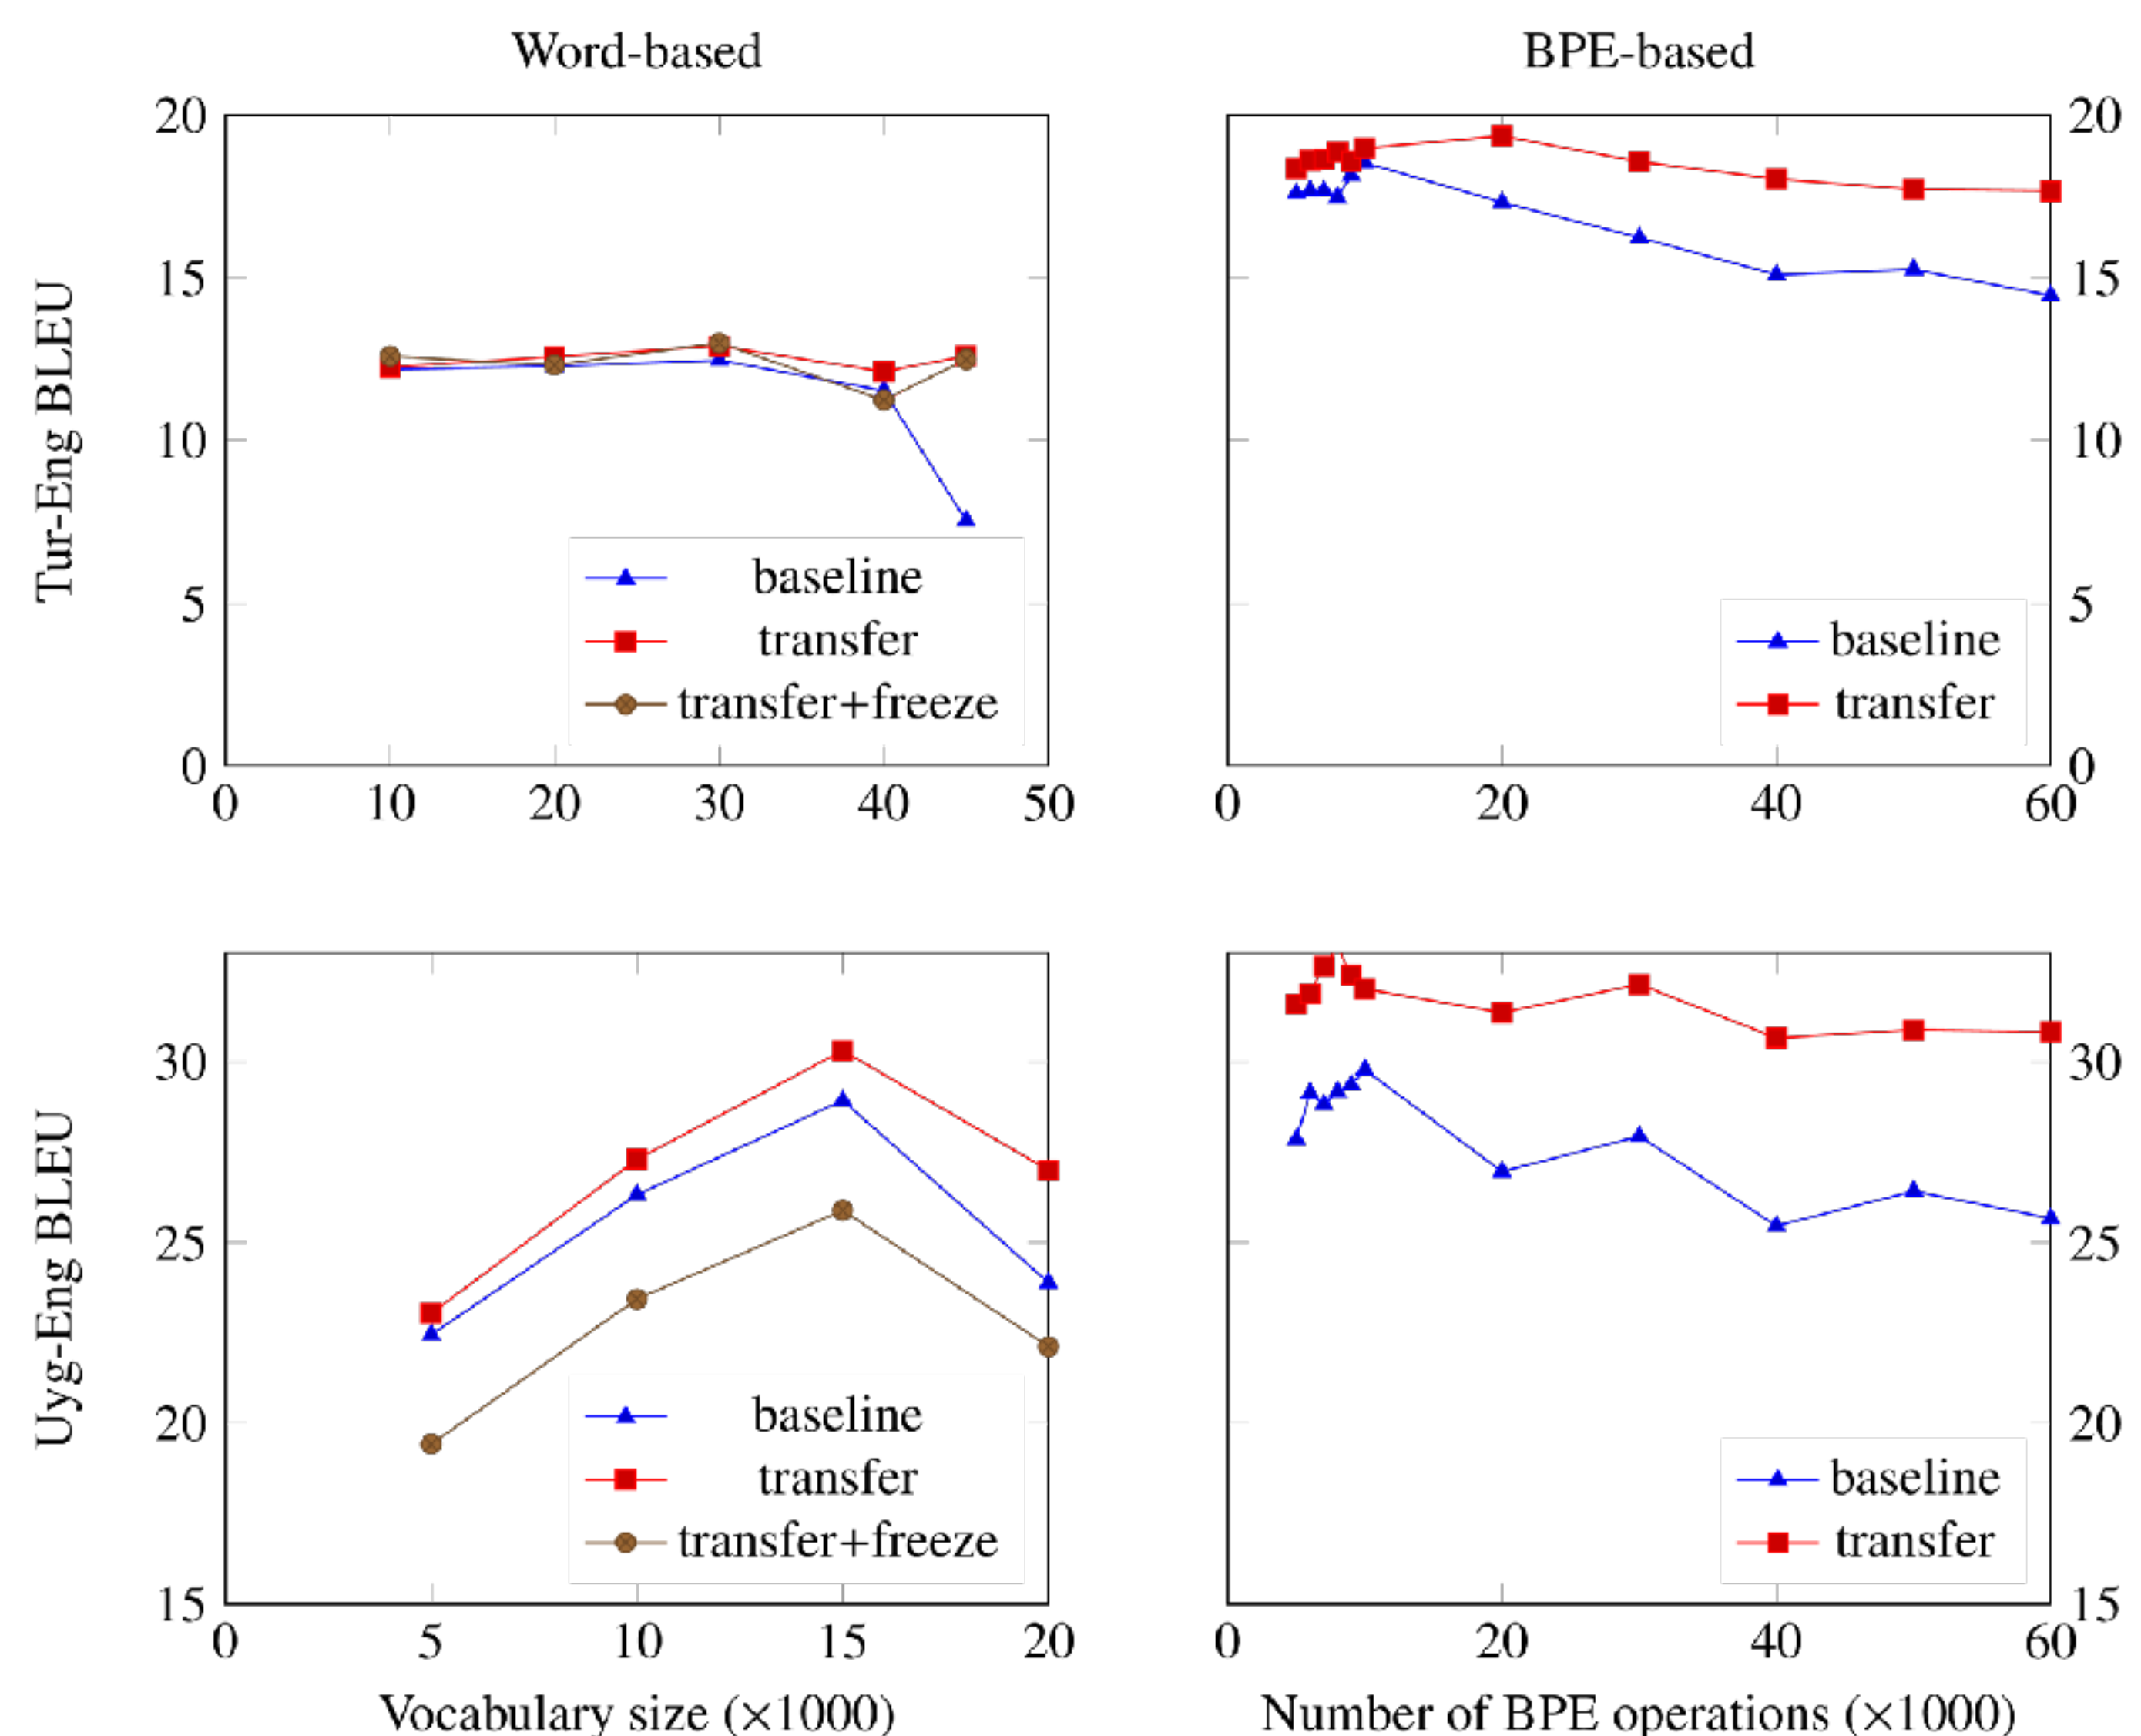 Word-based
BPE-based
Tur-Eng BLEU
20
15
10
5
0
0 10 20 30 40 50
baseline
transfer
transfer+freeze
20
15
10
5
0
0 20 40 60
baseline
transfer
Uyg-Eng BLEU
30
25
20
15
0 5 10 15 20
baseline
transfer
transfer+freeze
Vocabulary size (×1000)
30
25
20
15
0 20 40 60
baseline
transfer
Number of BPE operations (×1000)